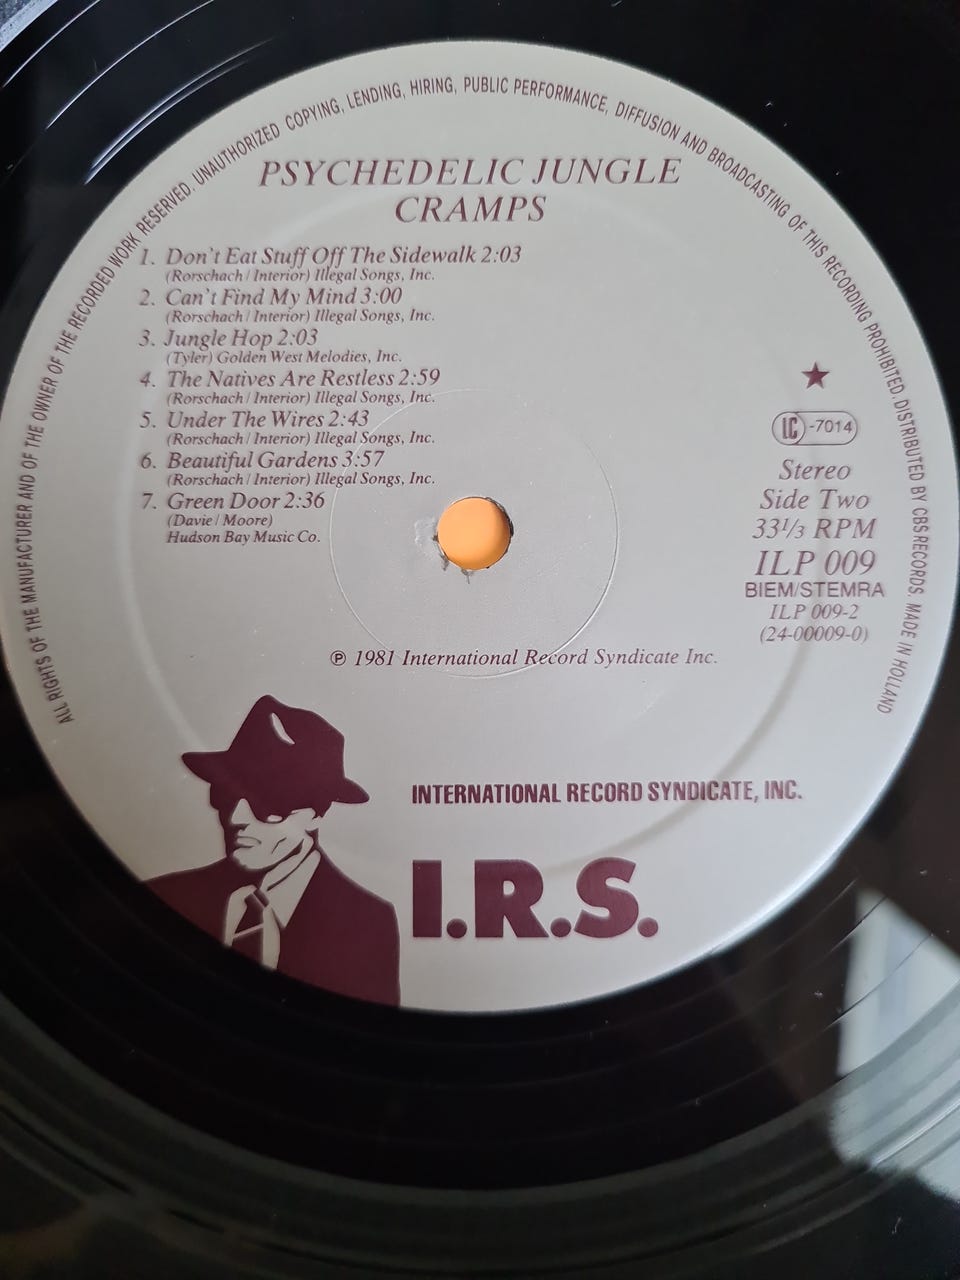 ALL RIGHTS OF THE MANUFACTURER AND OF THE OWNER OF THE RECORDED WORK RESERVED. UNAUTHORIZED COPYING, LENDING, HIRING, PUBLIC PERFORMANCE, DIFFUSION AND BROADCASTING OF THIS RECORDING PROHIBITED. DISTRIBUTED BY CBS RECORDS. MADE IN HOLLAND
PSYCHEDELIC JUNGLE
CRAMPS
1. Don't Eat Stuff Off The Sidewalk 2:03
(Rorschach / Interior) Illegal Songs, Inc.
2. Can't Find My Mind 3:00
(Rorschach / Interior) Illegal Songs, Inc.
3. Jungle Hop 2:03
(Tyler) Golden West Melodies, Inc.
4. The Natives Are Restless 2:59
(Rorschach / Interior) Illegal Songs, Inc.
5. Under The Wires 2:43
(Rorschach / Interior) Illegal Songs, Inc.
6. Beautiful Gardens 3:57
(Rorschach / Interior) Illegal Songs, Inc.
7. Green Door 2:36
(Davie / Moore)
Hudson Bay Music Co.
LC -7014
Stereo
Side Two
33⅓ RPM
ILP 009
BIEM/STEMRA
ILP 009-2
(24-00009-0)
℗ 1981 International Record Syndicate Inc.
INTERNATIONAL RECORD SYNDICATE, INC.
I.R.S.